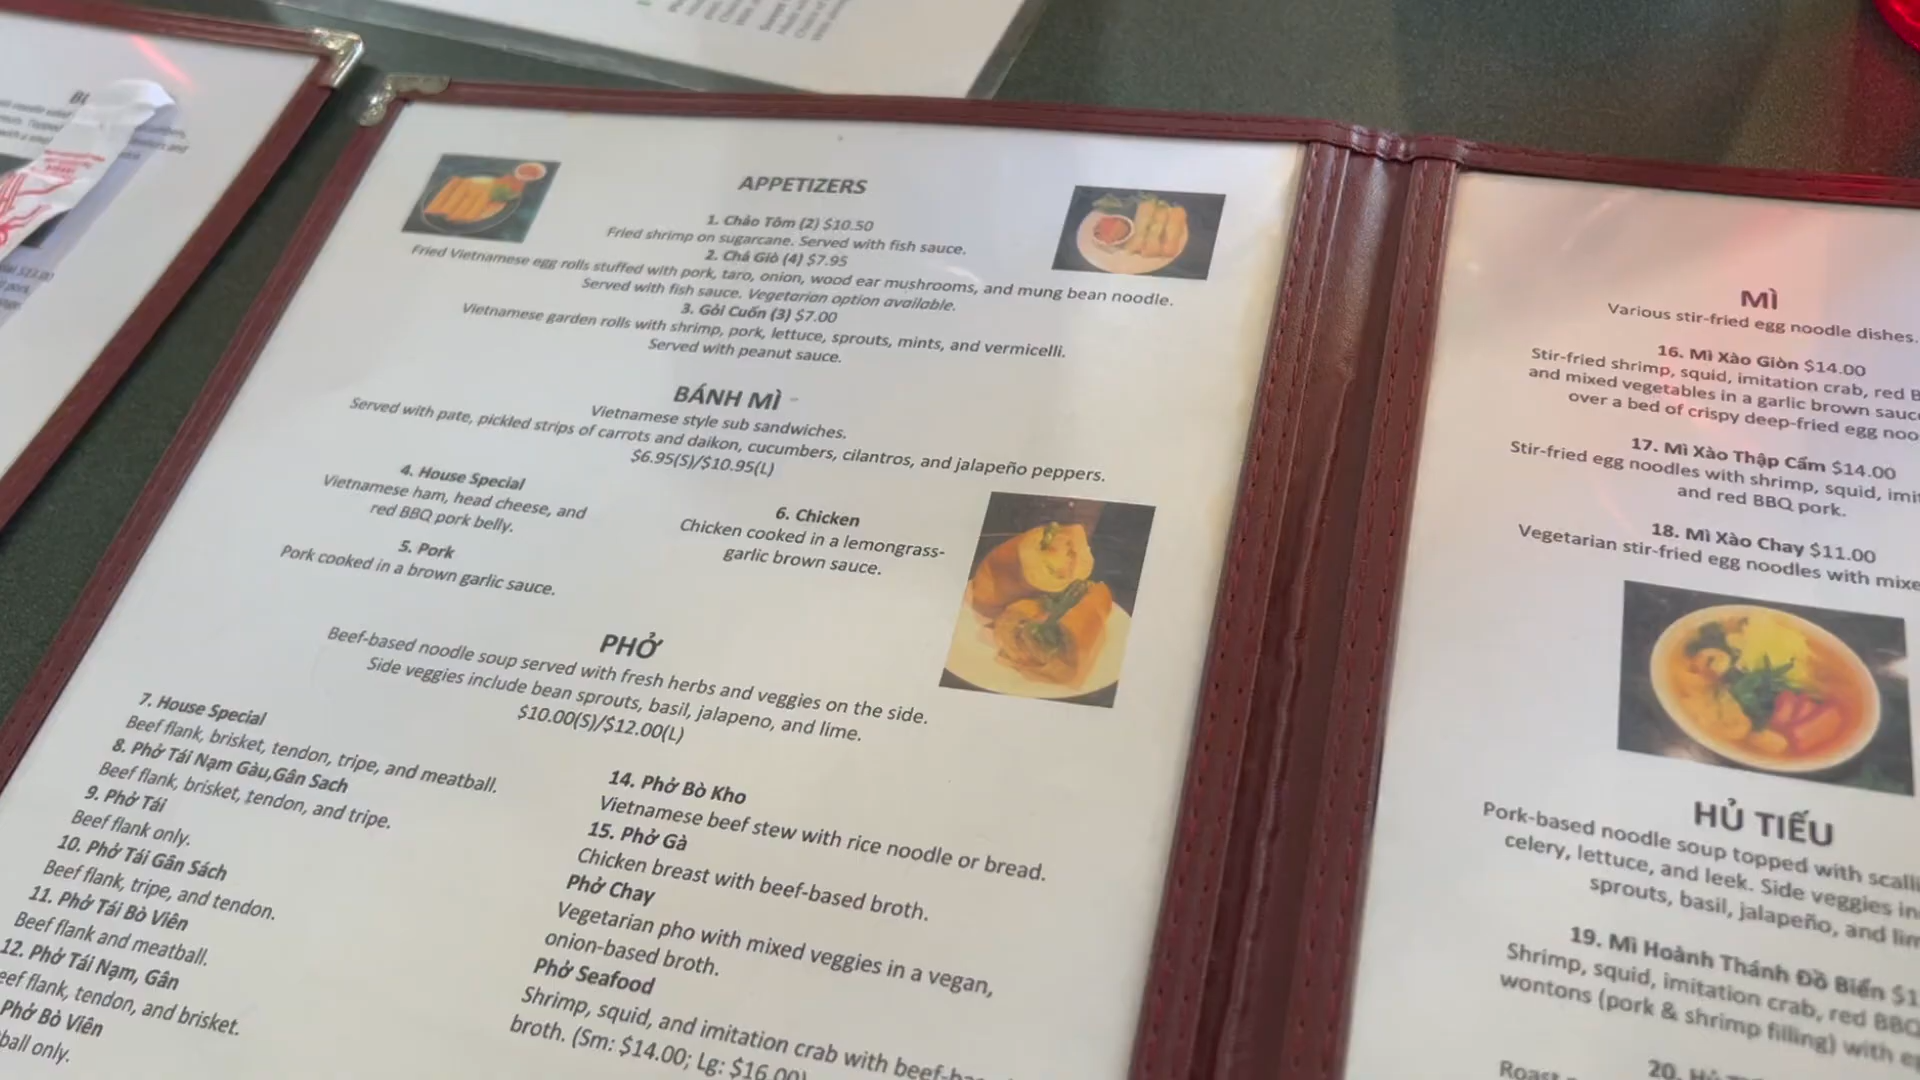 APPETIZERS
1. Chảo Tôm (2) $10.50
Fried shrimp on sugarcane. Served with fish sauce.
2. Chả Giò (4) $7.95
Fried Vietnamese egg rolls stuffed with pork, taro, onion, wood ear mushrooms, and mung bean noodle.
Served with fish sauce. Vegetarian option available.
3. Gỏi Cuốn (3) $7.00
Vietnamese garden rolls with shrimp, pork, lettuce, sprouts, mints, and vermicelli.
Served with peanut sauce.
BÁNH MÌ
Vietnamese style sub sandwiches.
Served with pate, pickled strips of carrots and daikon, cucumbers, cilantros, and jalapeño peppers.
$6.95(S)/$10.95(L)
4. House Special
Vietnamese ham, head cheese, and
red BBQ pork belly.
5. Pork
Pork cooked in a brown garlic sauce.
6. Chicken
Chicken cooked in a lemongrass-
garlic brown sauce.
PHỞ
Beef-based noodle soup served with fresh herbs and veggies on the side.
Side veggies include bean sprouts, basil, jalapeno, and lime.
$10.00(S)/$12.00(L)
7. House Special
Beef flank, brisket, tendon, tripe, and meatball.
8. Phở Tái Nạm Gàu,Gân Sach
Beef flank, brisket, tendon, and tripe.
9. Phở Tái
Beef flank only.
10. Phở Tái Gân Sách
Beef flank, tripe, and tendon.
11. Phở Tái Bò Viên
Beef flank and meatball.
12. Phở Tái Nạm, Gân
flank, tendon, and brisket.
Phở Bò Viên
only.
14. Phở Bò Kho
Vietnamese beef stew with rice noodle or bread.
15. Phở Gà
Chicken breast with beef-based broth.
Phở Chay
Vegetarian pho with mixed veggies in a vegan,
onion-based broth.
Phở Seafood
Shrimp, squid, and imitation crab with
broth. (Sm: $14.00; Lg: $16.00)
MÌ
Various stir-fried egg noodle dishes.
16. Mì Xào Giòn $14.00
Stir-fried shrimp, squid, imitation crab, red
and mixed vegetables in a garlic brown
over a bed of crispy deep-fried egg
17. Mì Xào Thập Cẩm $14.00
Stir-fried egg noodles with shrimp, squid,
and red BBQ pork.
18. Mì Xào Chay $11.00
Vegetarian stir-fried egg noodles with
HỦ TIẾU
Pork-based noodle soup topped with
celery, lettuce, and leek. Side veggies
sprouts, basil, jalapeño, and
19. Mì Hoành Thánh Đồ Biển
Shrimp, squid, imitation crab, red BBQ
wontons (pork & shrimp filling) with
20.
Roast